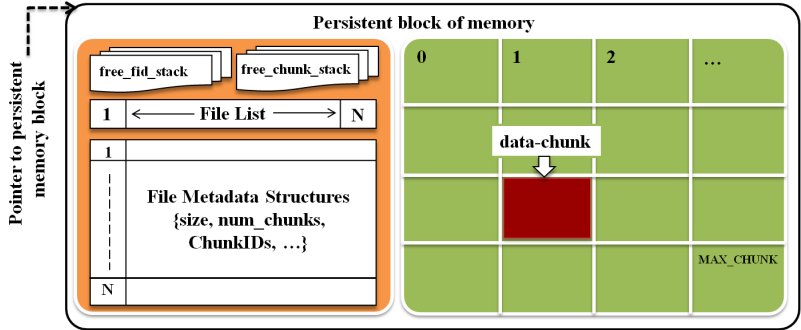 Persistent block of memory
Pointer to persistent
memory block
free_fid_stack
free_chunk_stack
1
File List
N
1
File Metadata Structures
{size, num_chunks,
ChunkIDs, ...}
N
0
1
2
...
data-chunk
MAX_CHUNK